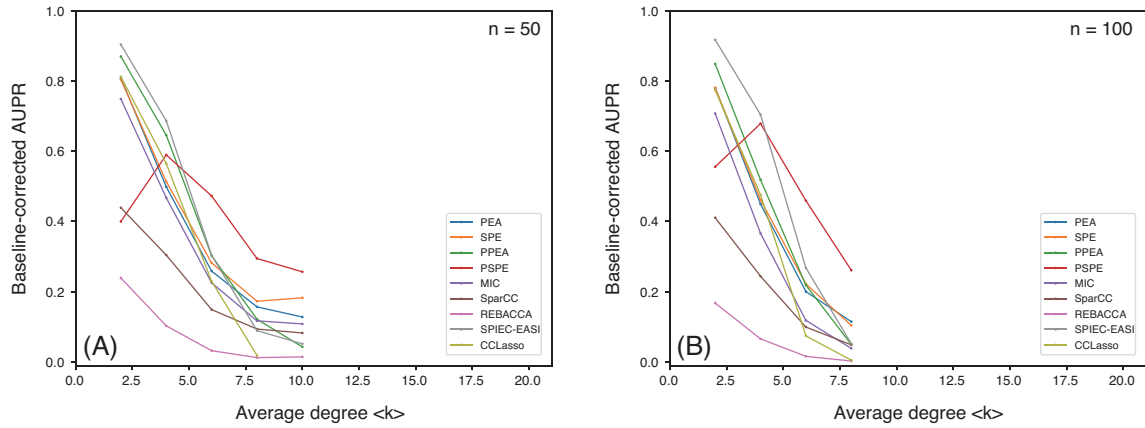 n = 50
1.0
0.8
0.6
0.4
0.2
0.0
Baseline-corrected AUPR
(A)
PEA
SPE
PPEA
PSPE
MIC
SparCC
REBACCA
SPIEC-EASI
CCLasso
0.0 2.5 5.0 7.5 10.0 12.5 15.0 17.5 20.0
Average degree <k>
n = 100
1.0
0.8
0.6
0.4
0.2
0.0
Baseline-corrected AUPR
(B)
PEA
SPE
PPEA
PSPE
MIC
SparCC
REBACCA
SPIEC-EASI
CCLasso
0.0 2.5 5.0 7.5 10.0 12.5 15.0 17.5 20.0
Average degree <k>